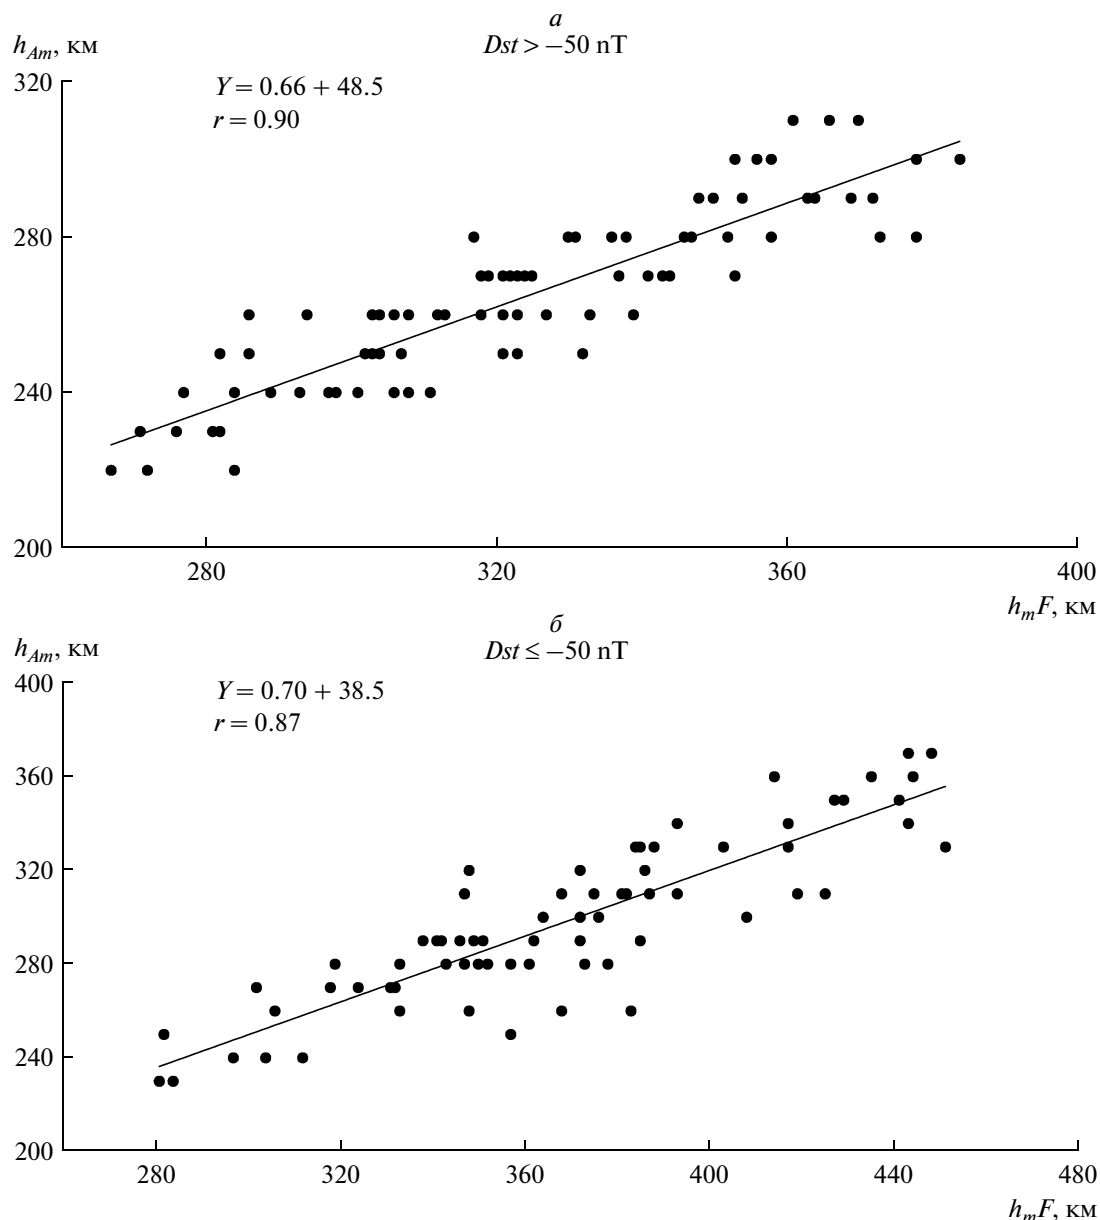 а
Dst > −50 nT
h_Am, км
Y = 0.66 + 48.5
r = 0.90
320
280
240
200
280 320 360 400
h_mF, км
б
Dst ≤ −50 nT
h_Am, км
Y = 0.70 + 38.5
r = 0.87
400
360
320
280
240
200
280 320 360 400 440 480
h_mF, км